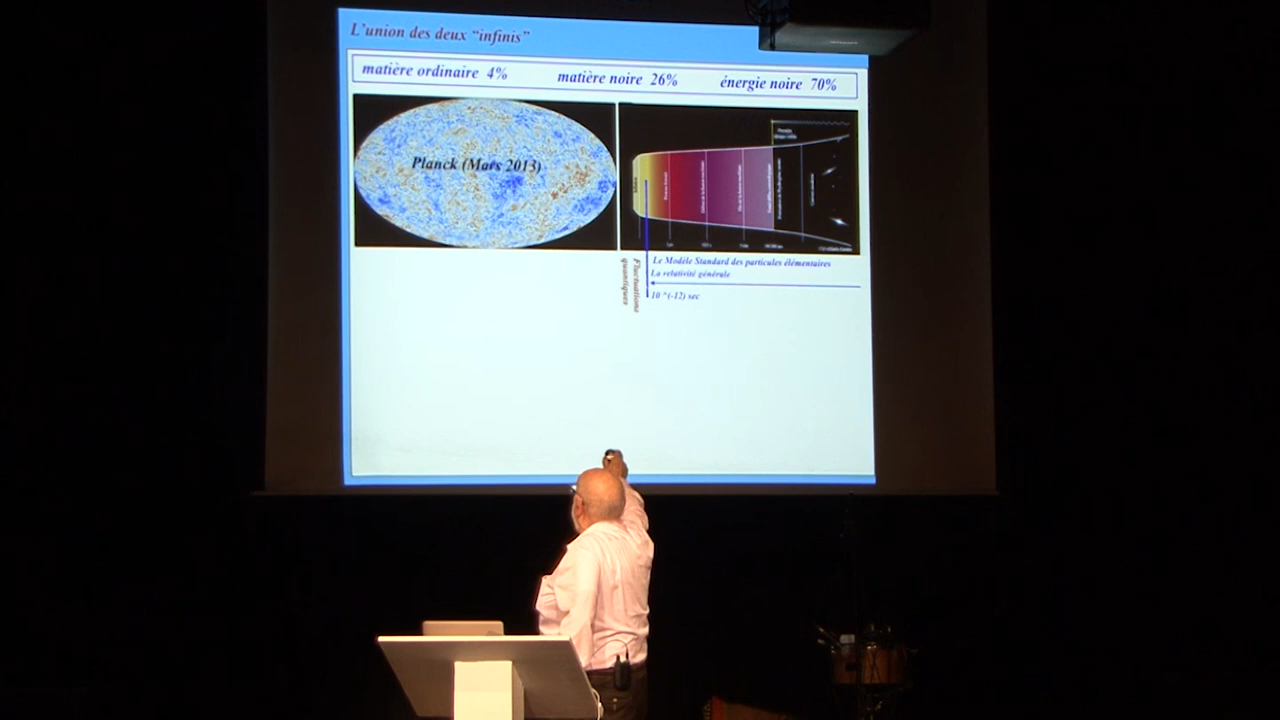 L'union des deux “infinis”
matière ordinaire 4% matière noire 26% énergie noire 70%
Planck (Mars 2013)
Le Modèle Standard des particules élémentaires
La relativité générale
10 ^(-12) sec
Fluctuations
quantiques